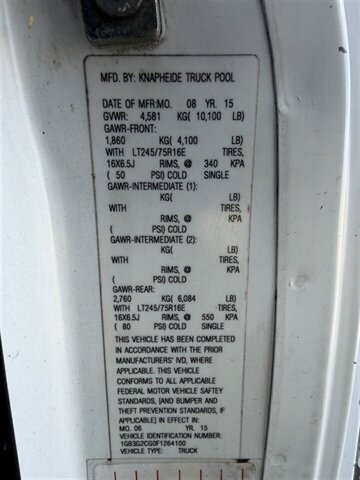 MFD. BY: KNAPHEIDE TRUCK POOL
DATE OF MFR:MO. 08 YR. 15
GVWR: 4,581 KG( 10,100 LB)
GAWR-FRONT:
1,860 KG( 4,100 LB)
WITH LT245/75R16E TIRES,
16X6.5J RIMS, @ 340 KPA
( 50 PSI) COLD SINGLE
GAWR-INTERMEDIATE (1):
KG( LB)
WITH TIRES,
RIMS, @ KPA
( PSI) COLD
GAWR-INTERMEDIATE (2):
KG( LB)
WITH TIRES,
RIMS, @ KPA
( PSI) COLD
GAWR-REAR:
2,760 KG( 6,084 LB)
WITH LT245/75R16E TIRES,
16X6.5J RIMS, @ 550 KPA
( 80 PSI) COLD SINGLE
THIS VEHICLE HAS BEEN COMPLETED
IN ACCORDANCE WITH THE PRIOR
MANUFACTURERS' IVD, WHERE
APPLICABLE. THIS VEHICLE
CONFORMS TO ALL APPLICABLE
FEDERAL MOTOR VEHICLE SAFTEY
STANDARDS, [AND BUMPER AND
THEFT PREVENTION STANDARDS, IF
APPLICABLE] IN EFFECT IN:
MO. 06 YR. 15
VEHICLE IDENTIFICATION NUMBER:
1GB3G2CG0F1264100
VEHICLE TYPE: TRUCK